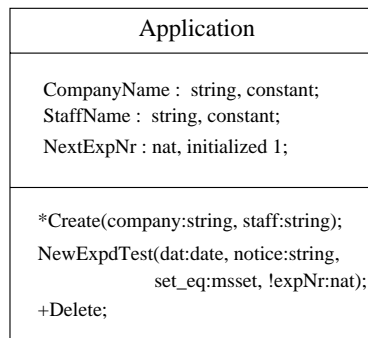 Application
CompanyName : string, constant;
StaffName : string, constant;
NextExpNr : nat, initialized 1;
*Create(company:string, staff:string);
NewExpdTest(dat:date, notice:string,
set_eq:msset, !expNr:nat);
+Delete;